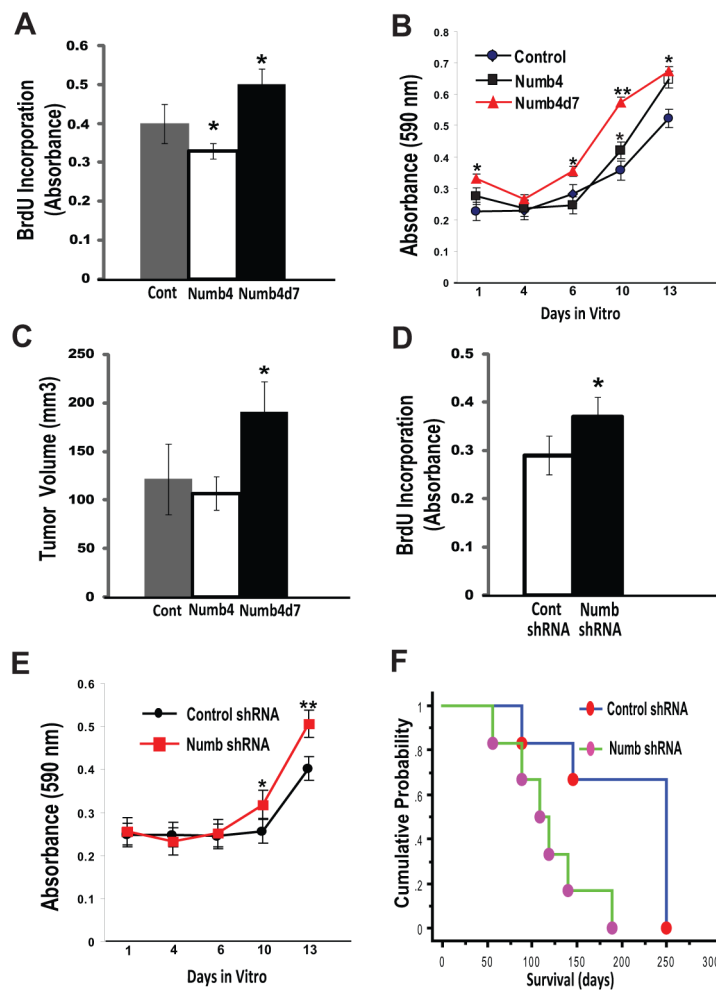 A
BrdU Incorporation
(Absorbance)
0.6
0.5
0.4
0.3
0.2
0.1
0
*
*
Cont Numb4 Numb4d7
B
Absorbance (590 nm)
0.8
0.7
0.6
0.5
0.4
0.3
0.2
0.1
0
Control
Numb4
Numb4d7
*
*
**
*
*
1 4 6 10 13
Days in Vitro
C
Tumor Volume (mm3)
250
200
150
100
50
0
*
Cont Numb4 Numb4d7
D
BrdU Incorporation
(Absorbance)
0.5
0.4
0.3
0.1
0
*
Cont Numb
shRNA shRNA
E
Absorbance (590 nm)
0.6
0.5
0.4
0.3
0.2
0.1
0
Control shRNA
Numb shRNA
*
**
1 4 6 10 13
Days in Vitro
F
Cumulative Probability
1
0.8
.6
.4
.2
0
Control shRNA
Numb shRNA
0 50 100 150 200 250 300
Survival (days)